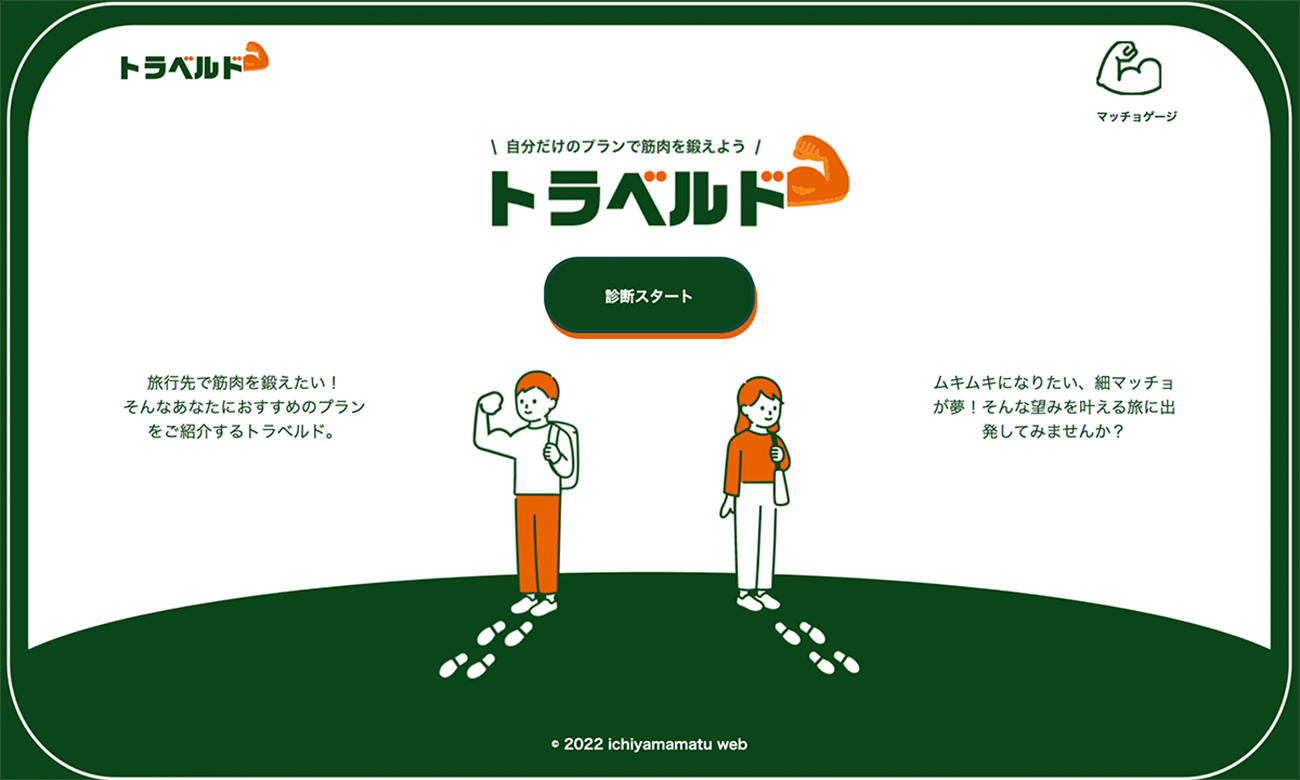 トラベルド
マッチョゲージ
\ 自分だけのプランで筋肉を鍛えよう /
トラベルド
診断スタート
旅行先で筋肉を鍛えたい！
そんなあなたにおすすめのプラン
をご紹介するトラベルド。
ムキムキになりたい、細マッチョ
が夢！そんな望みを叶える旅に出
発してみませんか？
© 2022 ichiyamamatu web